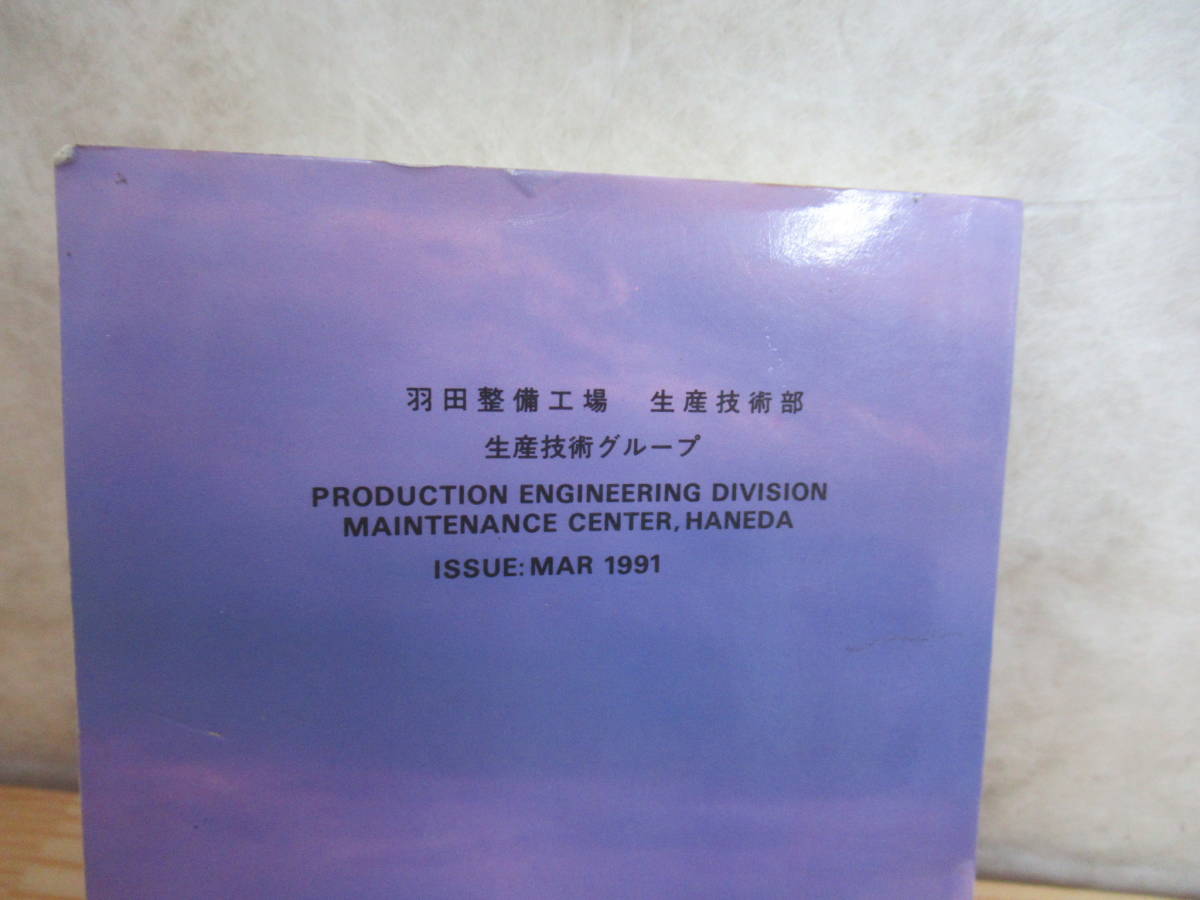 羽田整備工場　生産技術部
生産技術グループ
PRODUCTION ENGINEERING DIVISION
MAINTENANCE CENTER, HANEDA
ISSUE: MAR 1991